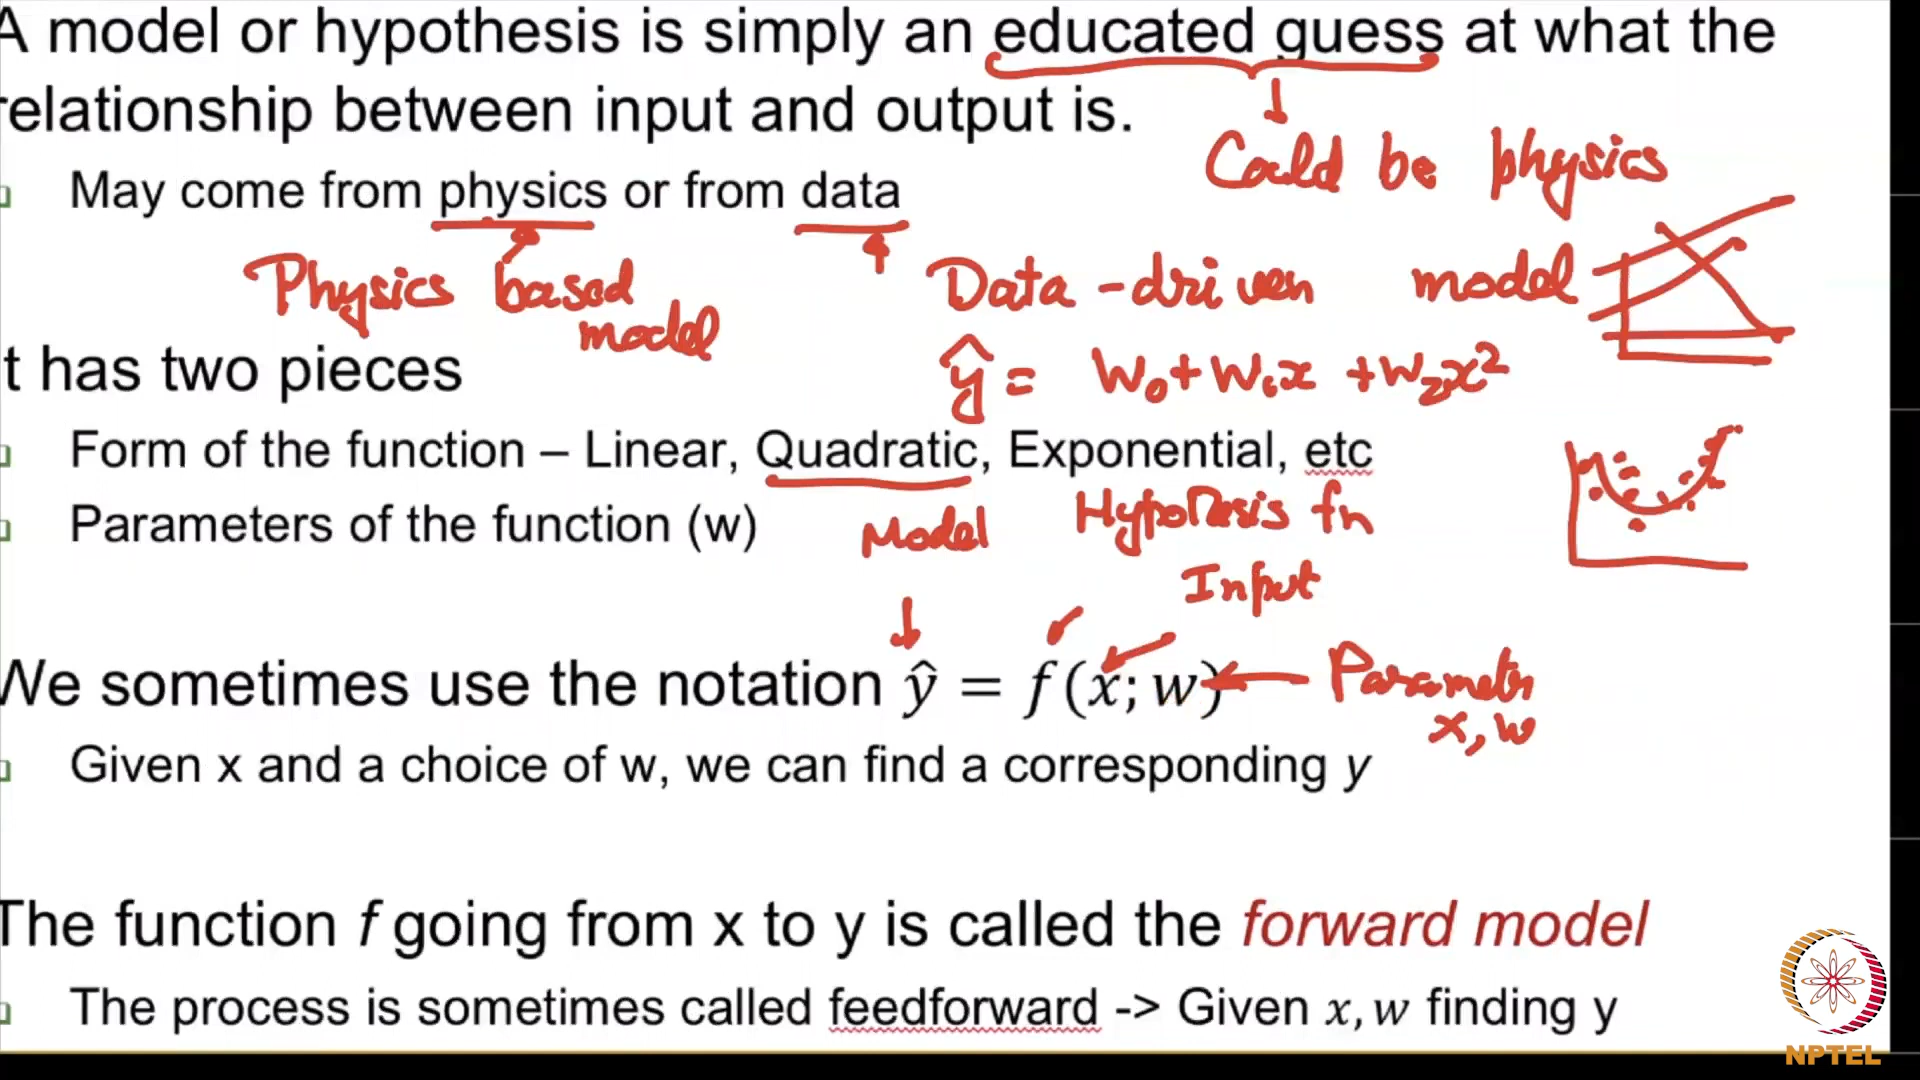 A model or hypothesis is simply an educated guess at what the
relationship between input and output is.
Could be physics
May come from physics or from data
Physics based
model
Data-driven model
t has two pieces
ŷ = w₀ + w₁x + w₂x²
Form of the function – Linear, Quadratic, Exponential, etc
Parameters of the function (w)
Model
Hypothesis fn
Input
We sometimes use the notation ŷ = f(x; w)
x, w
Given x and a choice of w, we can find a corresponding y
The function f going from x to y is called the forward model
The process is sometimes called feedforward -> Given x, w finding y
NPTEL